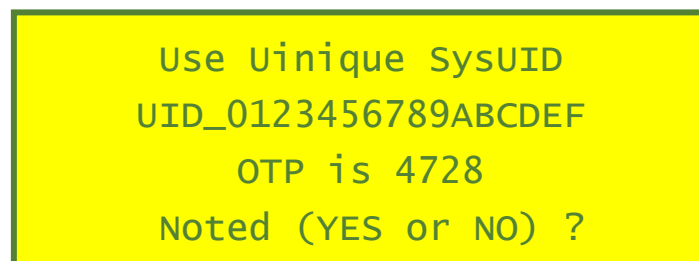 Use Uinique SysUID
UID_0123456789ABCDEF
OTP is 4728
Noted (YES or NO) ?